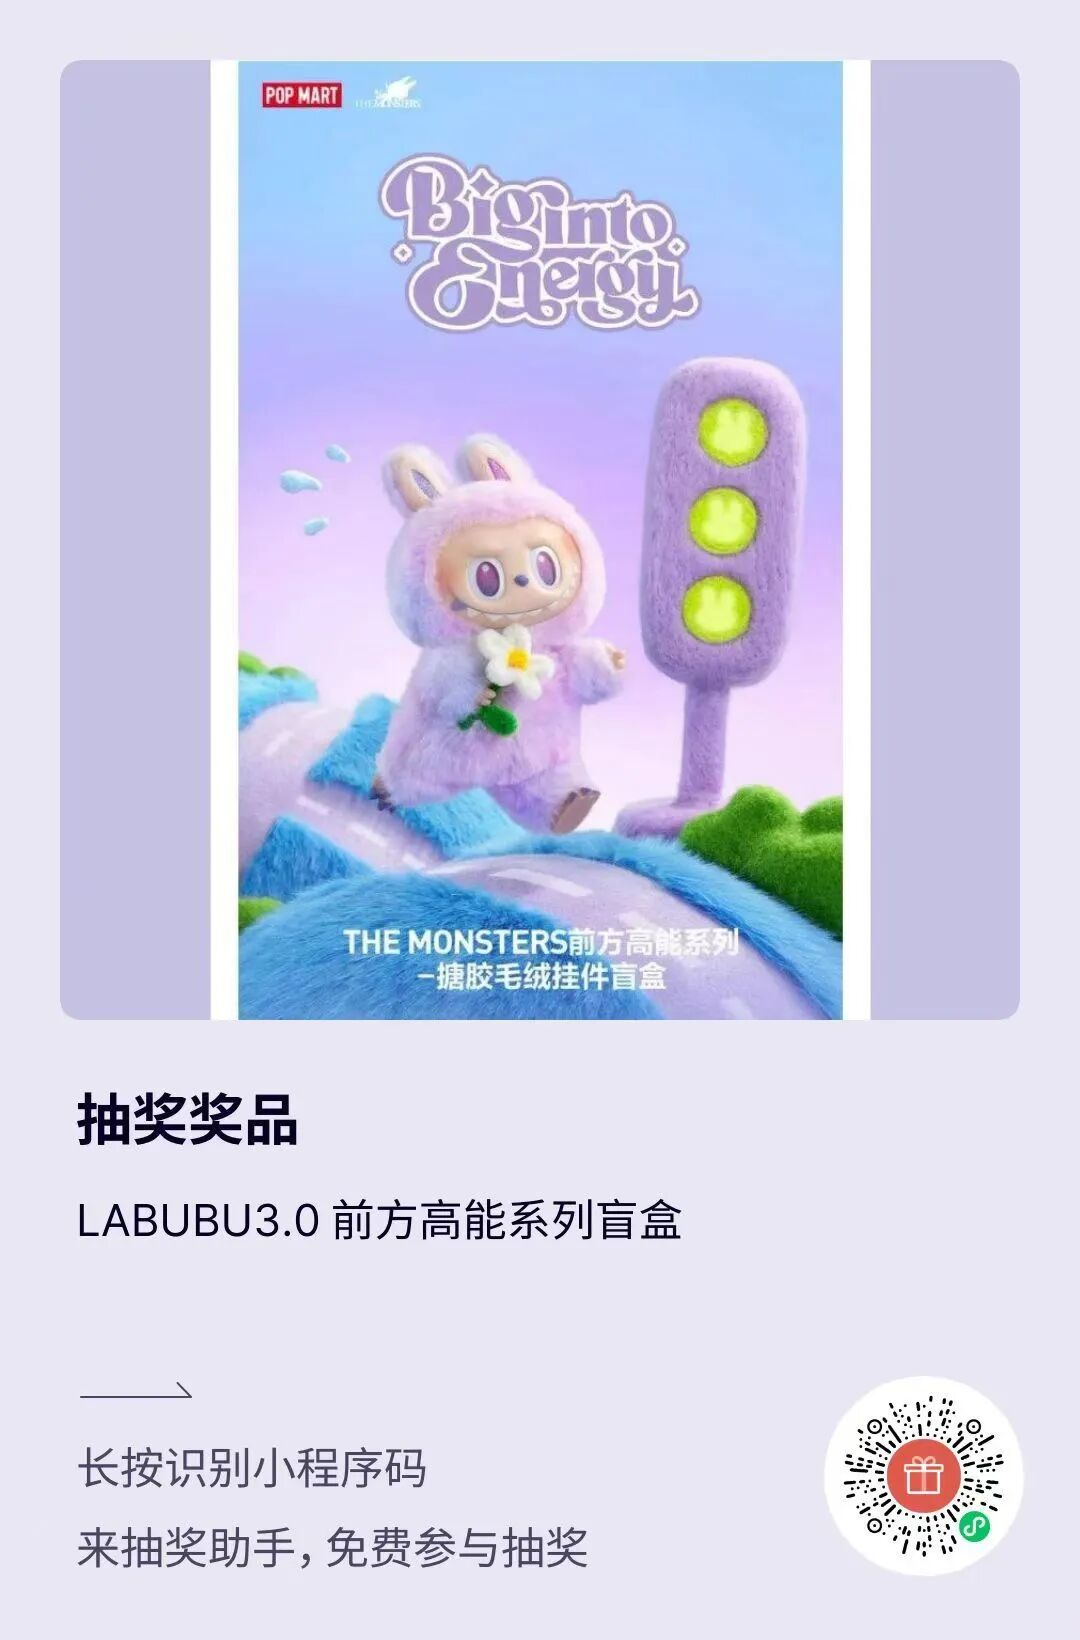 POP MART
THE MONSTERS
Big into
Energy
THE MONSTERS前方高能系列
-搪胶毛绒挂件盲盒
抽奖奖品
LABUBU3.0 前方高能系列盲盒
长按识别小程序码
来抽奖助手，免费参与抽奖